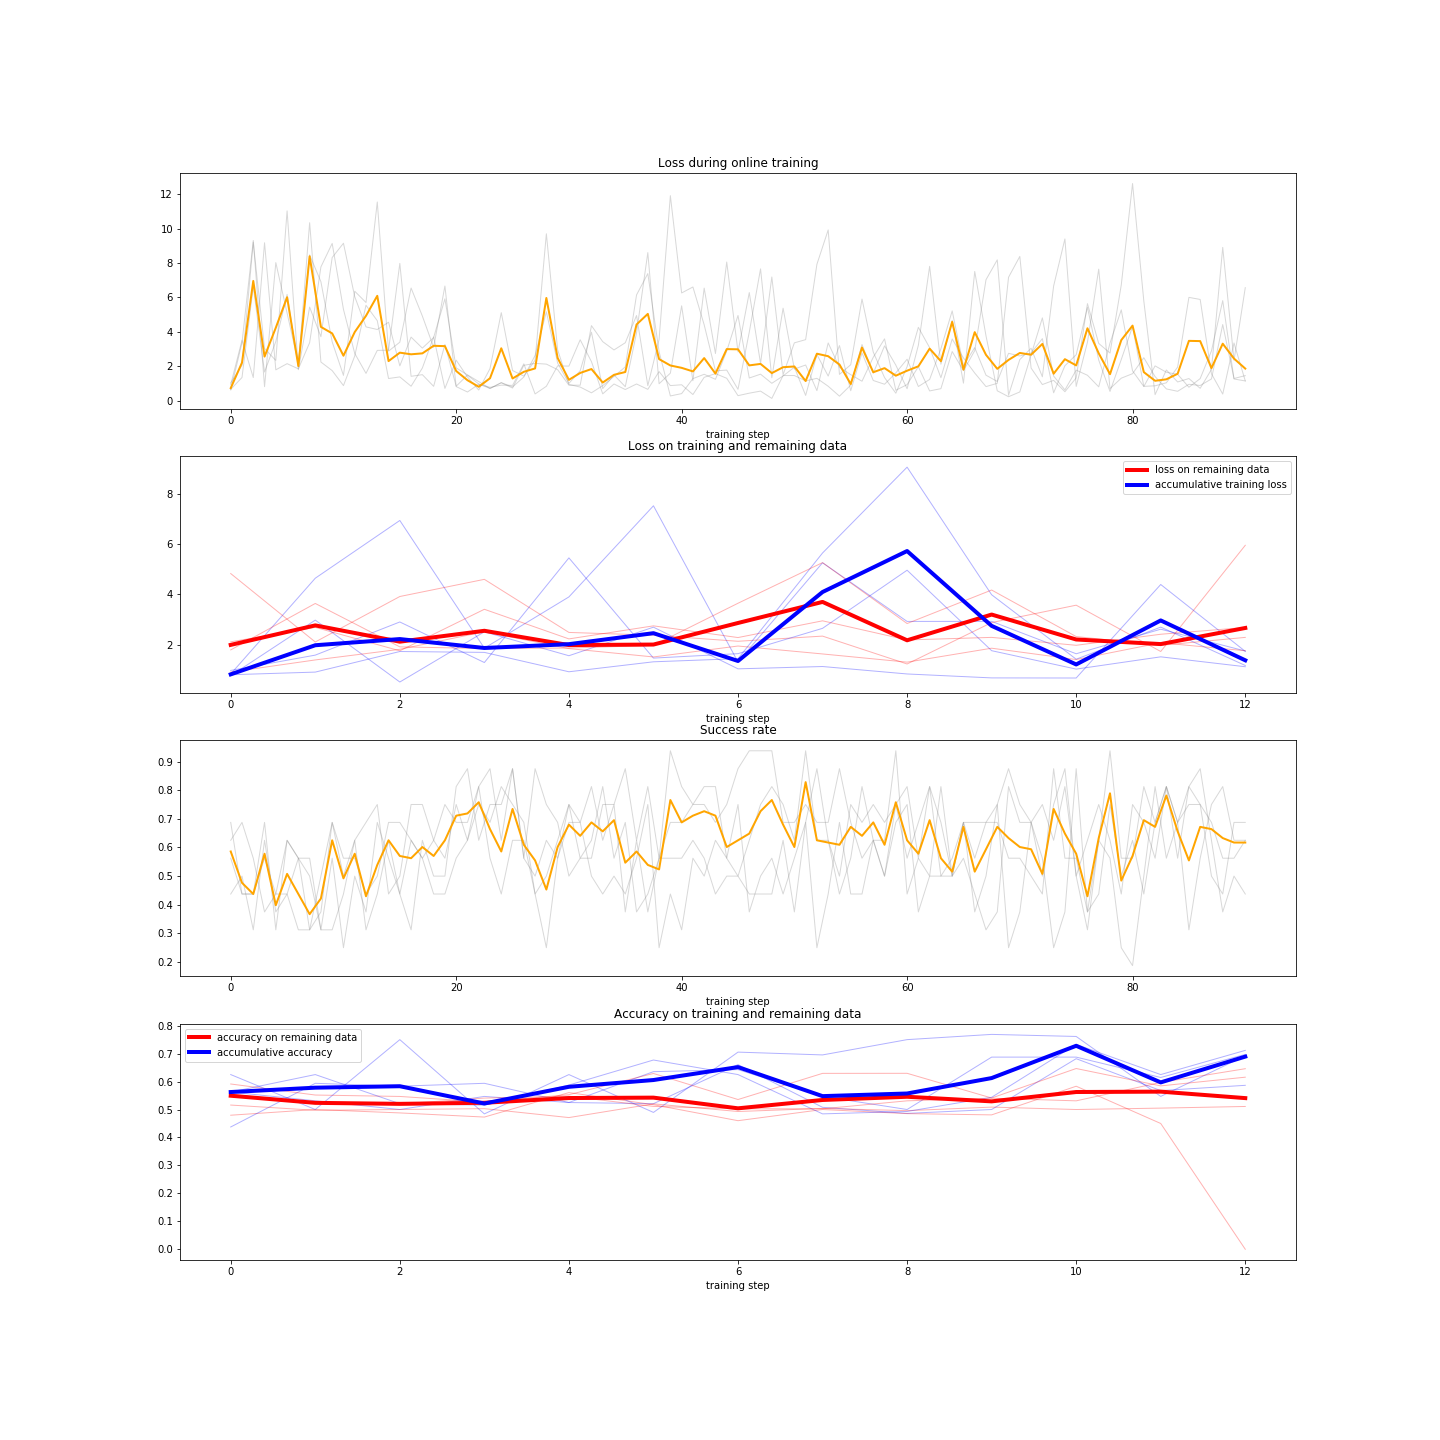 Loss during online training
12
10
8
6
4
2
0
0 20 40 60 80
training step
Loss on training and remaining data
loss on remaining data
accumulative training loss
8
6
4
2
0 2 4 6 8 10 12
training step
Success rate
0.9
0.8
0.7
0.6
0.5
0.4
0.3
0.2
0 20 40 60 80
training step
Accuracy on training and remaining data
accuracy on remaining data
accumulative accuracy
0.8
0.7
0.6
0.5
0.4
0.3
0.2
0.1
0.0
0 2 4 6 8 10 12
training step